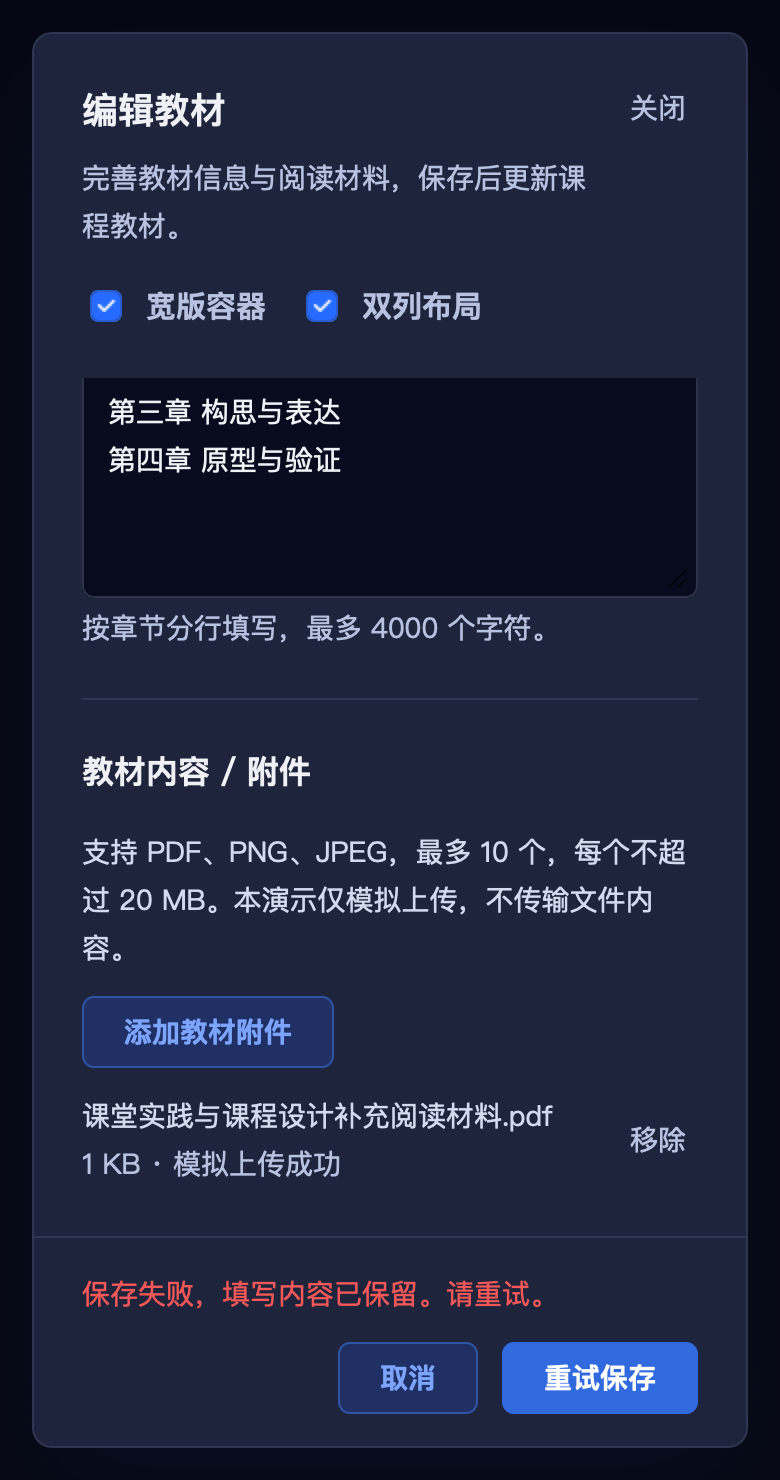 编辑教材
关闭
完善教材信息与阅读材料，保存后更新课
程教材。
宽版容器
双列布局
第三章 构思与表达
第四章 原型与验证
按章节分行填写，最多 4000 个字符。
教材内容 / 附件
支持 PDF、PNG、JPEG，最多 10 个，每个不超
过 20 MB。本演示仅模拟上传，不传输文件内
容。
添加教材附件
课堂实践与课程设计补充阅读材料.pdf
1 KB · 模拟上传成功
移除
保存失败，填写内容已保留。请重试。
取消
重试保存